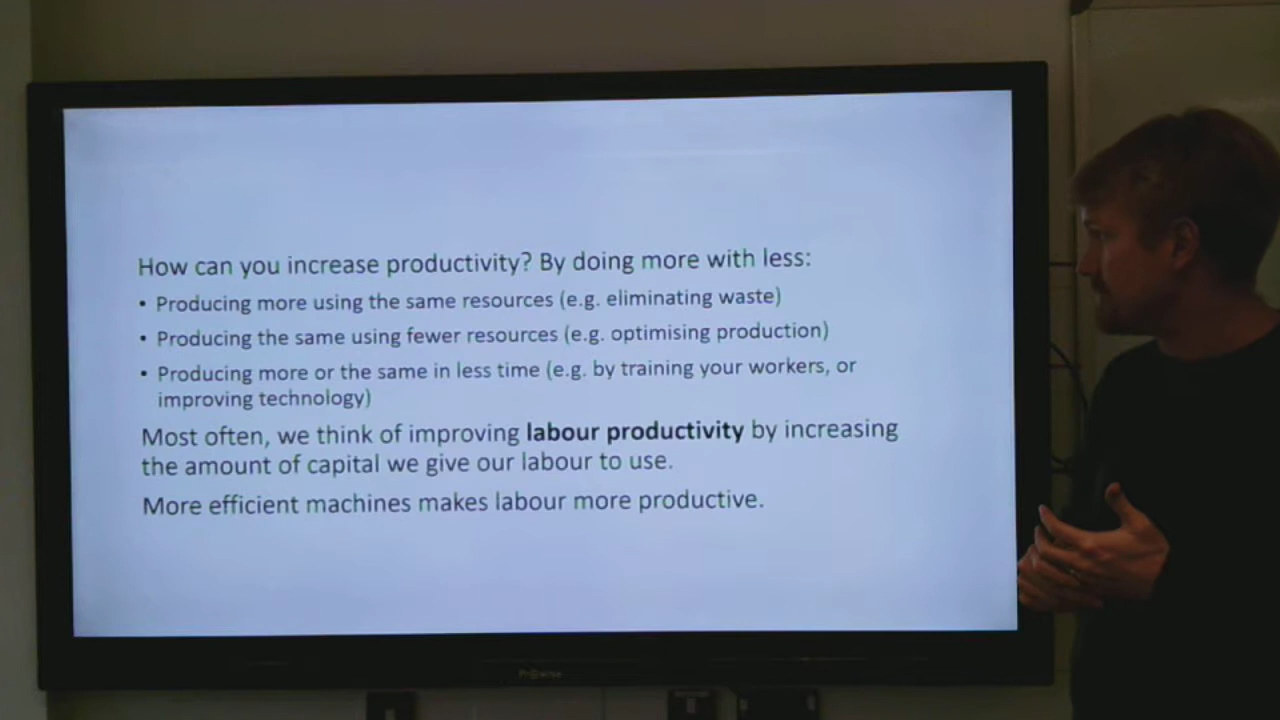 How can you increase productivity? By doing more with less:
• Producing more using the same resources (e.g. eliminating waste)
• Producing the same using fewer resources (e.g. optimising production)
• Producing more or the same in less time (e.g. by training your workers, or
improving technology)
Most often, we think of improving labour productivity by increasing
the amount of capital we give our labour to use.
More efficient machines makes labour more productive.